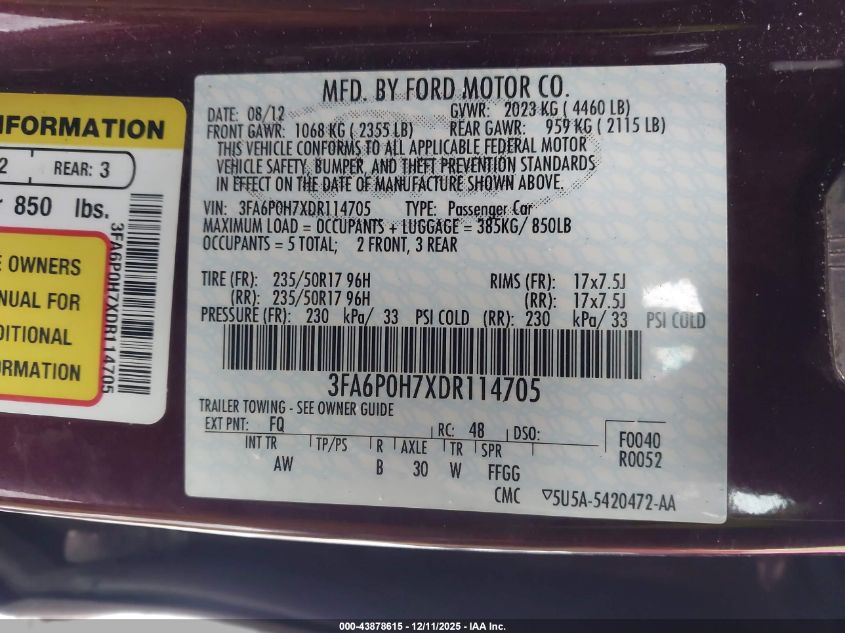 INFORMATION
2 REAR: 3
r 850 lbs.
E OWNERS
NUAL FOR
DITIONAL
ORMATION
3FA6P0H7XDR114705
MFD. BY FORD MOTOR CO.
DATE: 08/12 GVWR: 2023 KG ( 4460 LB)
FRONT GAWR: 1068 KG ( 2355 LB) REAR GAWR: 959 KG ( 2115 LB)
THIS VEHICLE CONFORMS TO ALL APPLICABLE FEDERAL MOTOR
VEHICLE SAFETY, BUMPER, AND THEFT PREVENTION STANDARDS
IN EFFECT ON THE DATE OF MANUFACTURE SHOWN ABOVE.
VIN: 3FA6P0H7XDR114705 TYPE: Passenger Car
MAXIMUM LOAD = OCCUPANTS + LUGGAGE = 385KG/ 850LB
OCCUPANTS = 5 TOTAL; 2 FRONT, 3 REAR
TIRE (FR): 235/50R17 96H RIMS (FR): 17x7.5J
(RR): 235/50R17 96H (RR): 17x7.5J
PRESSURE (FR): 230 kPa/ 33 PSI COLD (RR): 230 kPa/ 33 PSI COLD
3FA6P0H7XDR114705
TRAILER TOWING - SEE OWNER GUIDE
EXT PNT: FQ RC: 48 DSO: F0040
INT TR TP/PS R AXLE TR SPR R0052
AW B 30 W FFGG
CMC ▽5U5A-5420472-AA
000-43878615 - 12/11/2025 - IAA Inc.